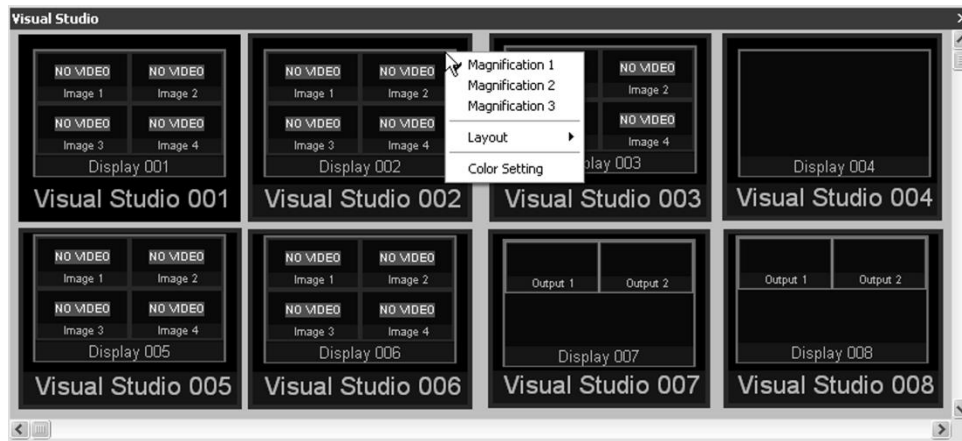 Visual Studio
NO VIDEO NO VIDEO
Image 1 Image 2
NO VIDEO NO VIDEO
Image 3 Image 4
Display 001
Visual Studio 001
NO VIDEO NO VIDEO
Image 1 Image 2
NO VIDEO NO VIDEO
Image 3 Image 4
Display 002
Visual Studio 002
Magnification 1
Magnification 2
Magnification 3
Layout
Color Setting
NO VIDEO
Image 2
NO VIDEO
Image 4
play 003
Visual Studio 003
Display 004
Visual Studio 004
NO VIDEO NO VIDEO
Image 1 Image 2
NO VIDEO NO VIDEO
Image 3 Image 4
Display 005
Visual Studio 005
NO VIDEO NO VIDEO
Image 1 Image 2
NO VIDEO NO VIDEO
Image 3 Image 4
Display 006
Visual Studio 006
Output 1 Output 2
Display 007
Visual Studio 007
Output 1 Output 2
Display 008
Visual Studio 008